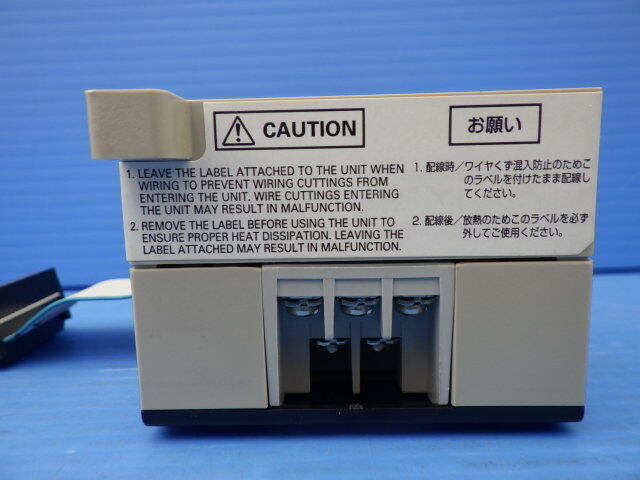 CAUTION
1. LEAVE THE LABEL ATTACHED TO THE UNIT WHEN
WIRING TO PREVENT WIRING CUTTINGS FROM
ENTERING THE UNIT. WIRE CUTTINGS ENTERING
THE UNIT MAY RESULT IN MALFUNCTION.
2. REMOVE THE LABEL BEFORE USING THE UNIT TO
ENSURE PROPER HEAT DISSIPATION. LEAVING THE
LABEL ATTACHED MAY RESULT IN MALFUNCTION.
お願い
1. 配線時/ワイヤくず混入防止のためこ
のラベルを付けたまま配線し
てください。
2. 配線後/放熱のためこのラベルを必ず
外してご使用ください。